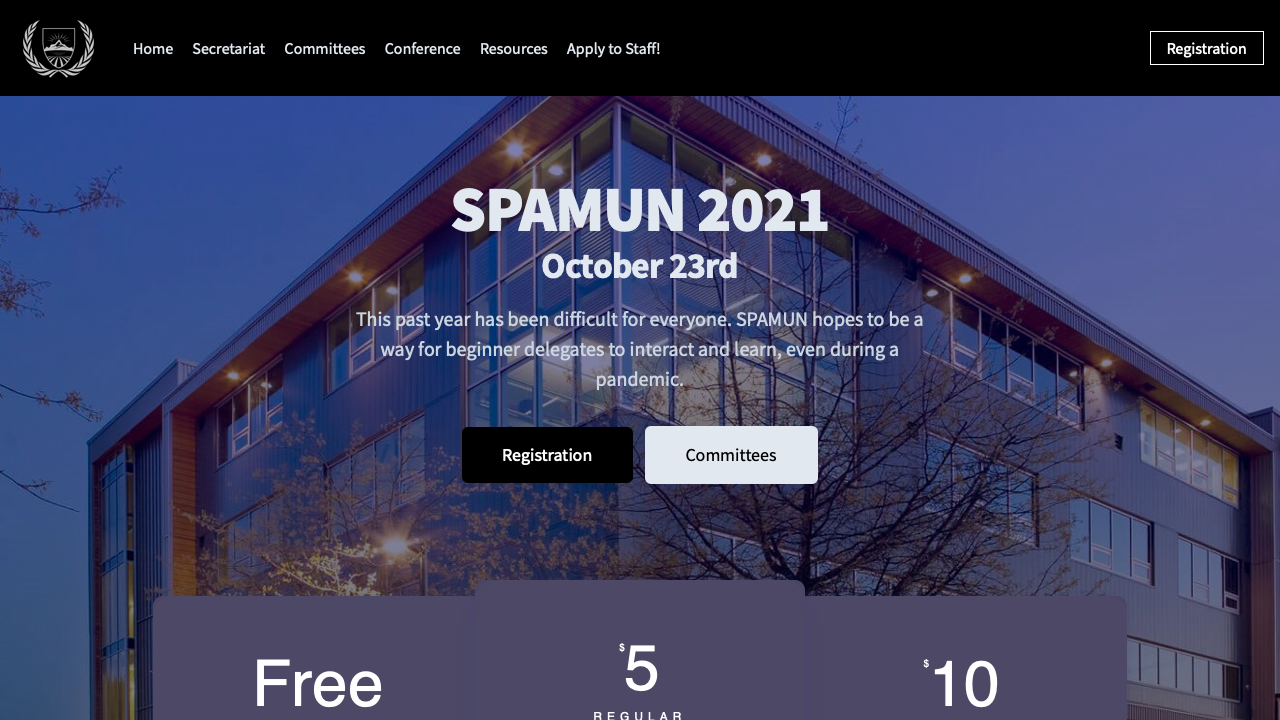 Home Secretariat Committees Conference Resources Apply to Staff! Registration
SPAMUN 2021
October 23rd
This past year has been difficult for everyone. SPAMUN hopes to be a
way for beginner delegates to interact and learn, even during a
pandemic.
Registration Committees
Free
$5
REGULAR
$10